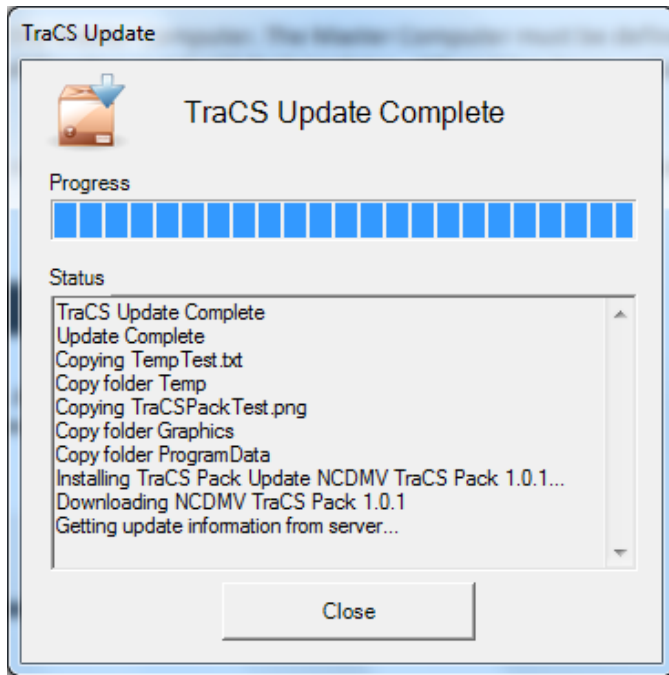 TraCS Update
TraCS Update Complete
Progress
Status
TraCS Update Complete
Update Complete
Copying TempTest.txt
Copy folder Temp
Copying TraCSPackTest.png
Copy folder Graphics
Copy folder ProgramData
Installing TraCS Pack Update NCDMV TraCS Pack 1.0.1...
Downloading NCDMV TraCS Pack 1.0.1
Getting update information from server...
Close